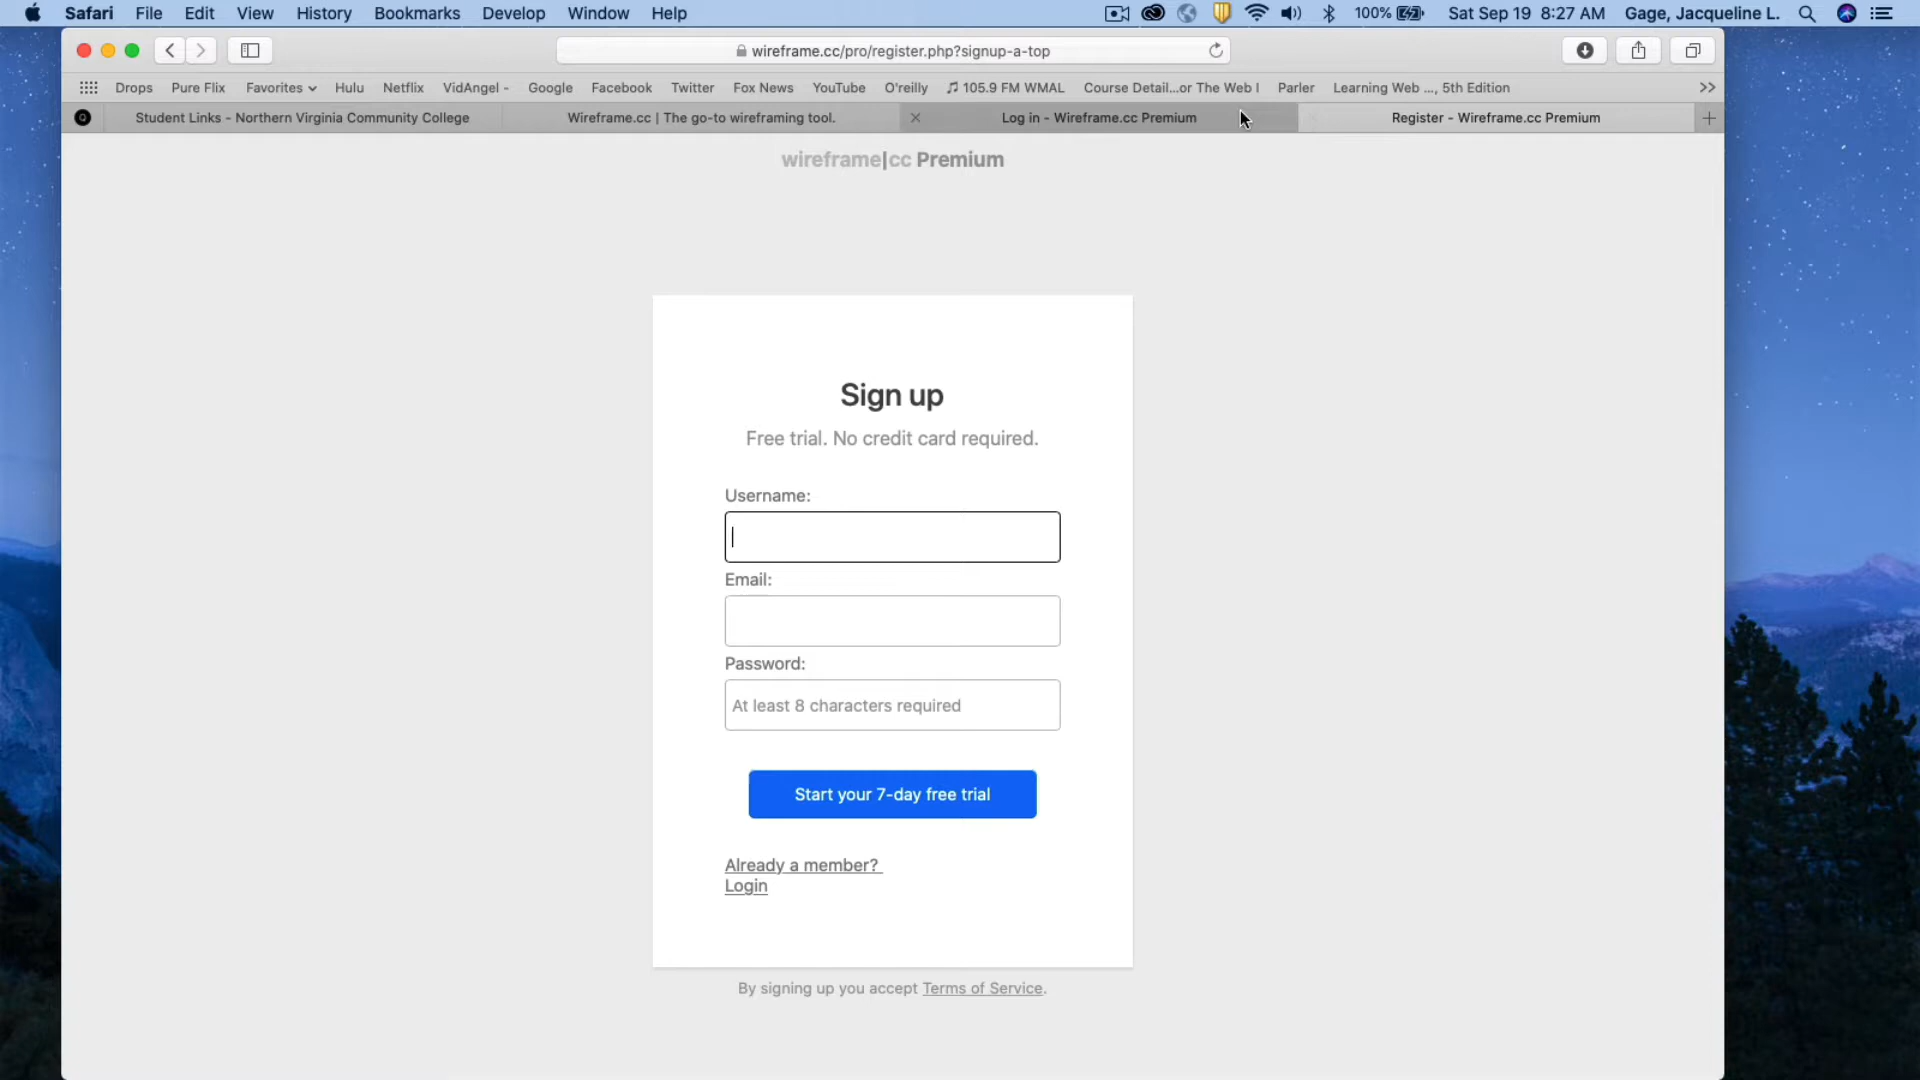 Safari File Edit View History Bookmarks Develop Window Help 100% Sat Sep 19 8:27 AM Gage, Jacqueline L.
wireframe.cc/pro/register.php?signup-a-top
Drops Pure Flix Favorites Hulu Netflix VidAngel - Google Facebook Twitter Fox News YouTube O'reilly 105.9 FM WMAL Course Detail...or The Web I Parler Learning Web ..., 5th Edition
Student Links - Northern Virginia Community College Wireframe.cc | The go-to wireframing tool. Log in - Wireframe.cc Premium Register - Wireframe.cc Premium
wireframe|cc Premium
Sign up
Free trial. No credit card required.
Username:
Email:
Password:
At least 8 characters required
Start your 7-day free trial
Already a member?
Login
By signing up you accept Terms of Service.